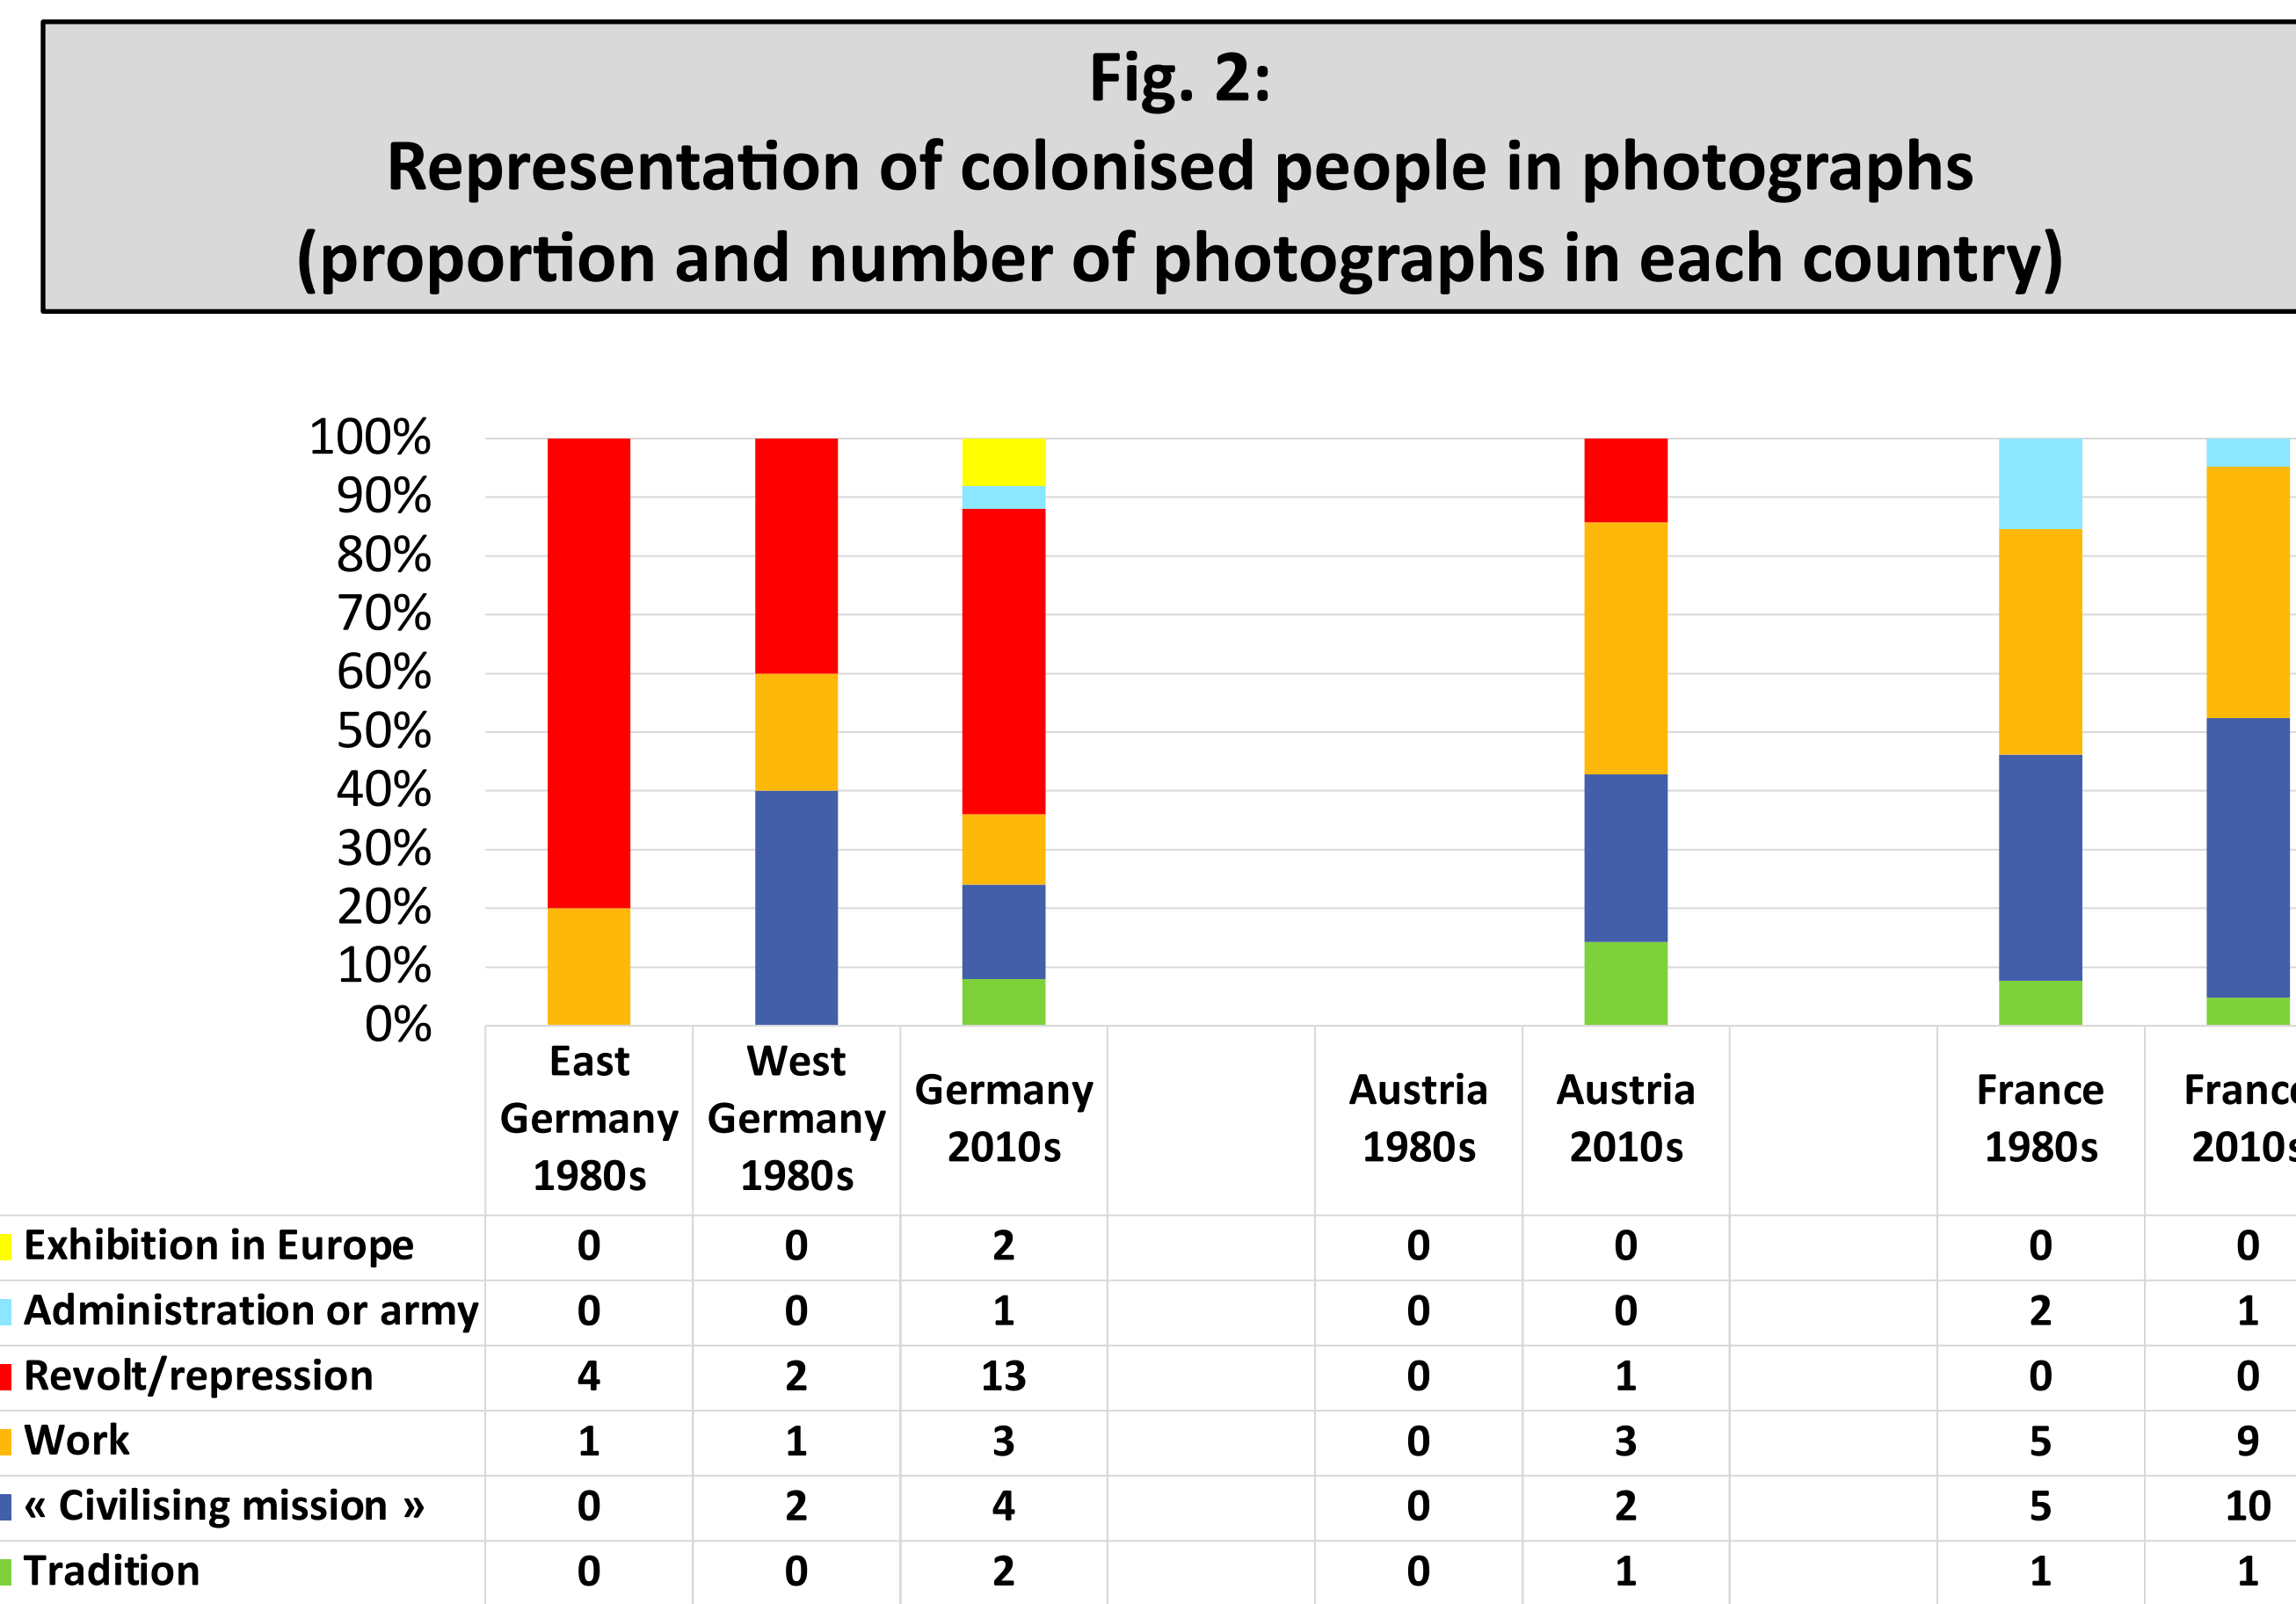 Fig. 2:
Representation of colonised people in photographs
(proportion and number of photographs in each country)
100%
90%
80%
70%
60%
50%
40%
30%
20%
10%
0%
East Germany 1980s
West Germany 1980s
Germany 2010s
Austria 1980s
Austria 2010s
France 1980s
France 2010s
Exhibition in Europe 0 0 2 0 0 0 0
Administration or army 0 0 1 0 0 2 1
Revolt/repression 4 2 13 0 1 0 0
Work 1 1 3 0 3 5 9
« Civilising mission » 0 2 4 0 2 5 10
Tradition 0 0 2 0 1 1 1